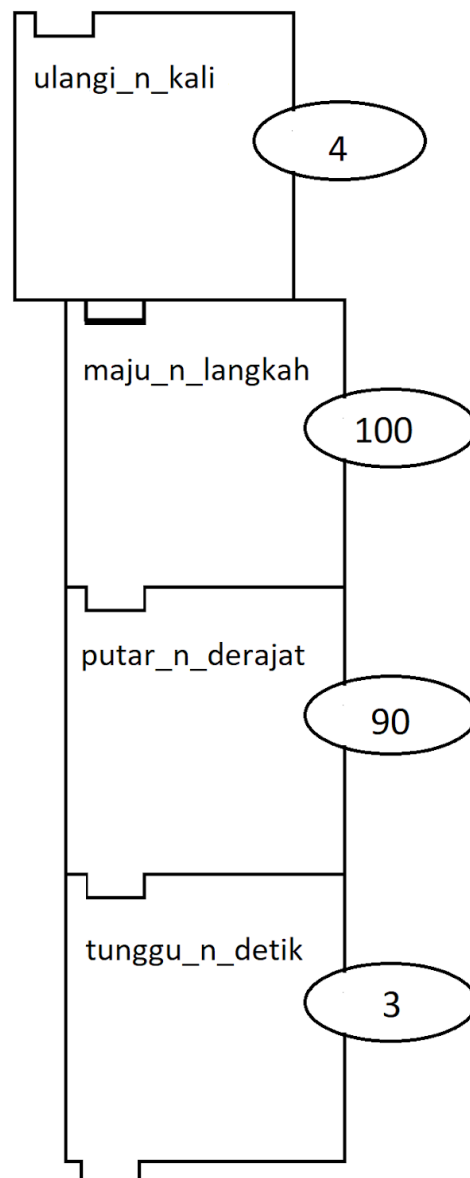 ulangi_n_kali
4
maju_n_langkah
100
putar_n_derajat
90
tunggu_n_detik
3